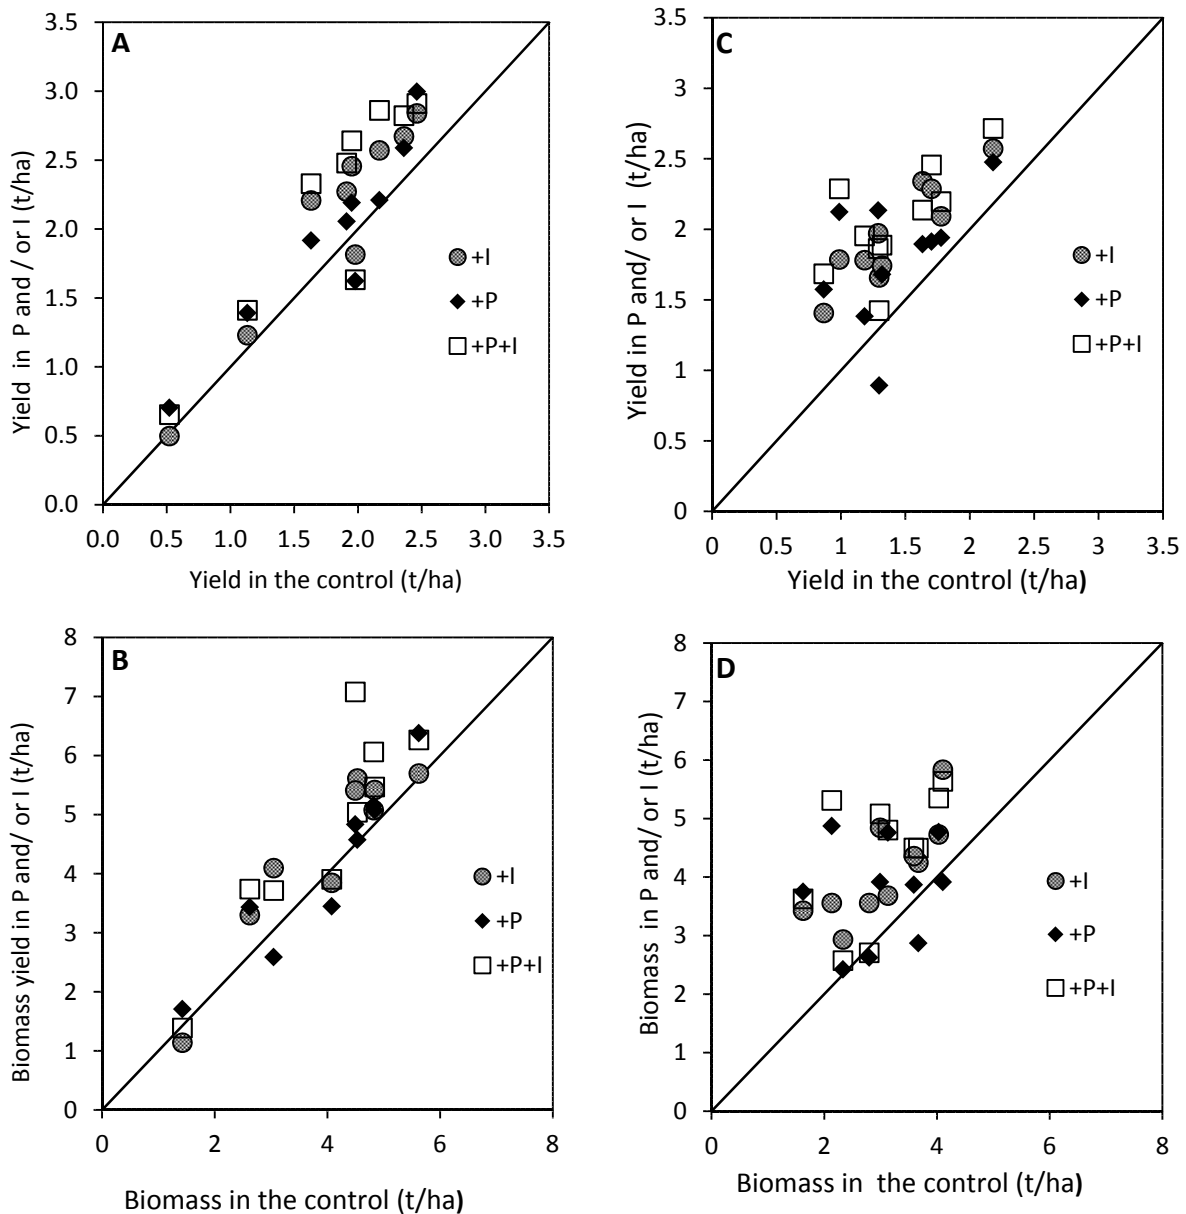 A
Yield in P and/ or I (t/ha)
3.5
3.0
2.5
2.0
1.5
1.0
0.5
0.0
0.0 0.5 1.0 1.5 2.0 2.5 3.0 3.5
Yield in the control (t/ha)
+I
+P
+P+I
C
Yield in P and/ or I (t/ha)
3.5
3
2.5
2
1.5
1
0.5
0
0 0.5 1 1.5 2 2.5 3 3.5
Yield in the control (t/ha)
+I
+P
+P+I
B
Biomass yield in P and/ or I (t/ha)
8
7
6
5
4
3
2
1
0
0 2 4 6 8
Biomass in the control (t/ha)
+I
+P
+P+I
D
Biomass in P and/ or I (t/ha)
8
7
6
5
4
3
2
1
0
0 2 4 6 8
Biomass in the control (t/ha)
+I
+P
+P+I